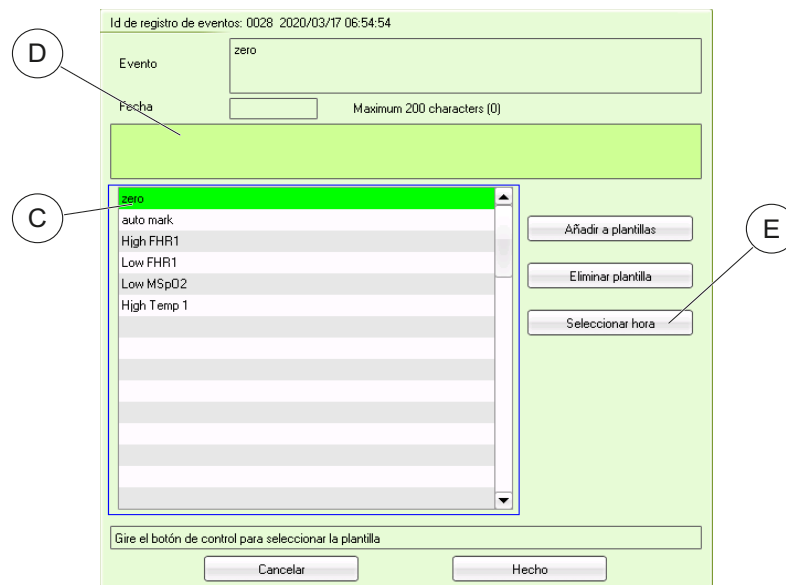 Id de registro de eventos: 0028 2020/03/17 06:54:54
D
Evento
zero
Fecha
Maximum 200 characters (0)
C
zero
auto mark
High FHR1
Low FHR1
Low MSpO2
High Temp 1
Añadir a plantillas
E
Eliminar plantilla
Seleccionar hora
Gire el botón de control para seleccionar la plantilla
Cancelar
Hecho